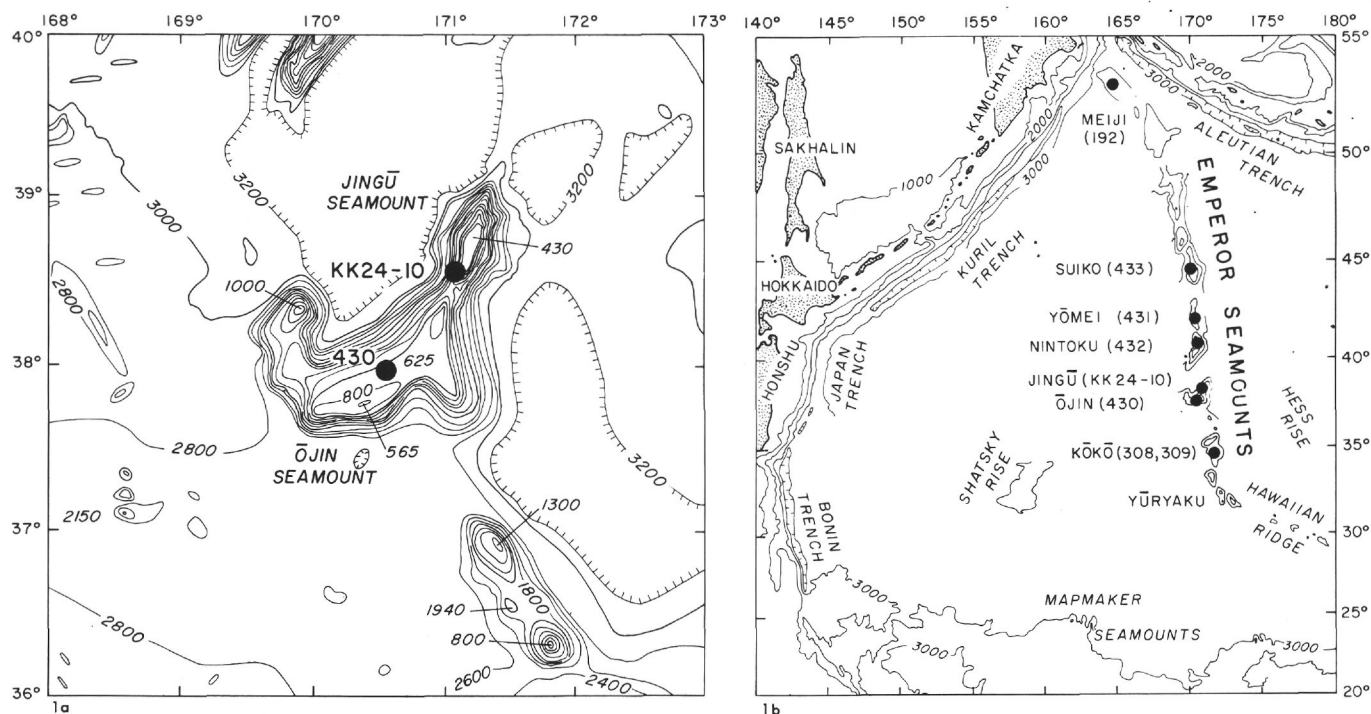 168° 169° 170° 171° 172° 173°
40°
39°
38°
37°
36°
3200
3000
JINGŪ
SEAMOUNT
3200
430
KK24-10
2800
1000
430
625
800
565
2800
ŌJIN
SEAMOUNT
3200
2150
1300
1800
1940
800
2800
2600
2400
1a
140° 145° 150° 155° 160° 165° 170° 175° 180°
55°
50°
45°
40°
35°
30°
25°
20°
KAMCHATKA
2000
3000
2000
3000
MEIJI
(192)
ALEUTIAN
TRENCH
SAKHALIN
1000
KURIL
TRENCH
EMPEROR SEAMOUNTS
SUIKO (433)
HOKKAIDO
YŌMEI (431)
NINTOKU (432)
HONSHU
JAPAN
TRENCH
JINGŪ (KK24-10)
ŌJIN (430)
HESS
RISE
KŌKŌ (308,309)
SHATSKY
RISE
YŪRYAKU
HAWAIIAN
RIDGE
BONIN
TRENCH
3000
MAPMAKER
SEAMOUNTS
3000
3000
1b